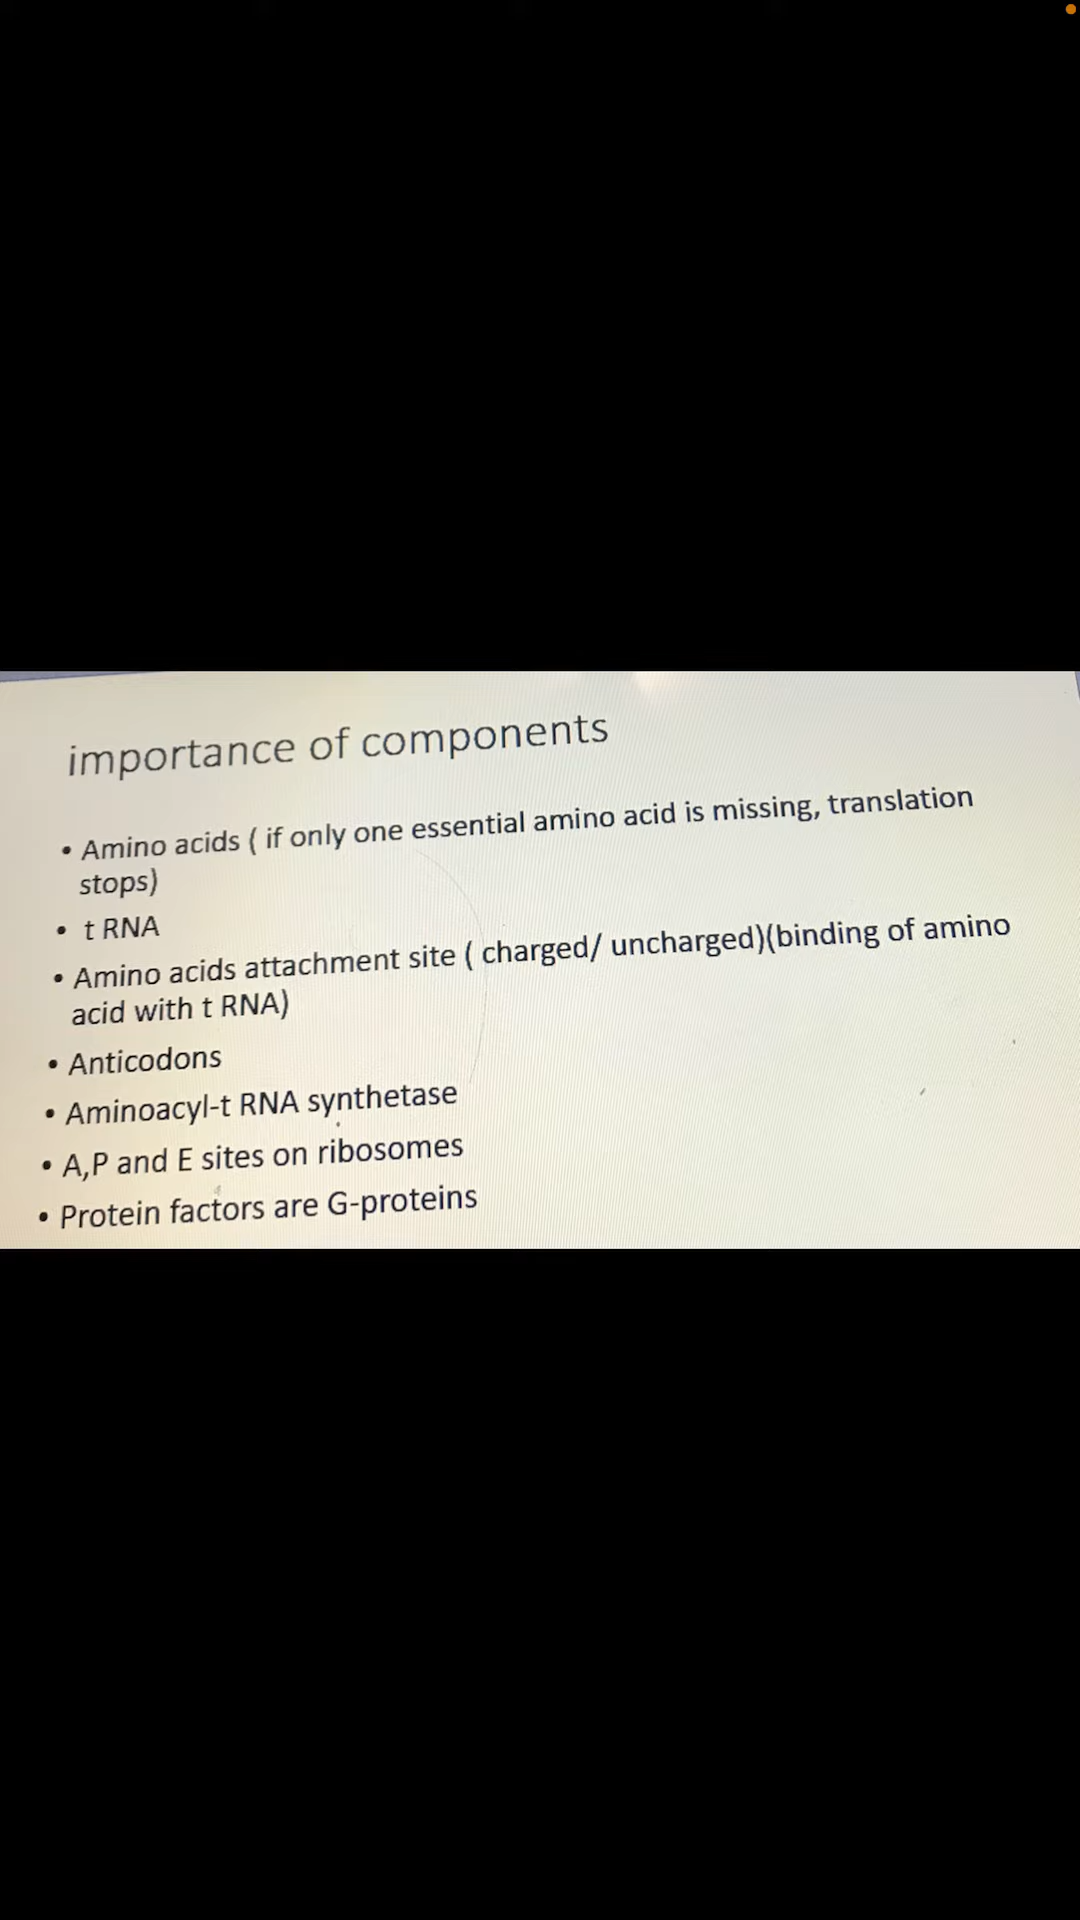 importance of components
• Amino acids ( if only one essential amino acid is missing, translation
stops)
• t RNA
• Amino acids attachment site ( charged/ uncharged)(binding of amino
acid with t RNA)
• Anticodons
• Aminoacyl-t RNA synthetase
• A,P and E sites on ribosomes
• Protein factors are G-proteins